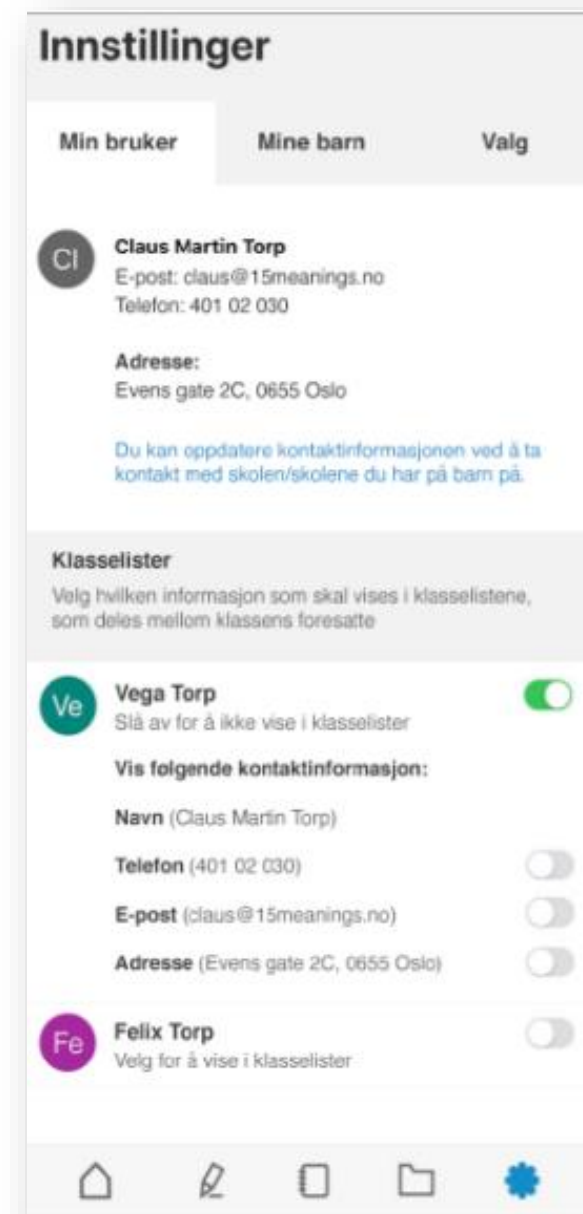 Innstillinger
Min bruker Mine barn Valg
Cl
Claus Martin Torp
E-post: claus@15meanings.no
Telefon: 401 02 030
Adresse:
Evens gate 2C, 0655 Oslo
Du kan oppdatere kontaktinformasjonen ved å ta
kontakt med skolen/skolene du har på barn på.
Klasselister
Velg hvilken informasjon som skal vises i klasselistene,
som deles mellom klassens foresatte
Ve
Vega Torp
Slå av for å ikke vise i klasselister
Vis følgende kontaktinformasjon:
Navn (Claus Martin Torp)
Telefon (401 02 030)
E-post (claus@15meanings.no)
Adresse (Evens gate 2C, 0655 Oslo)
Fe
Felix Torp
Velg for å vise i klasselister